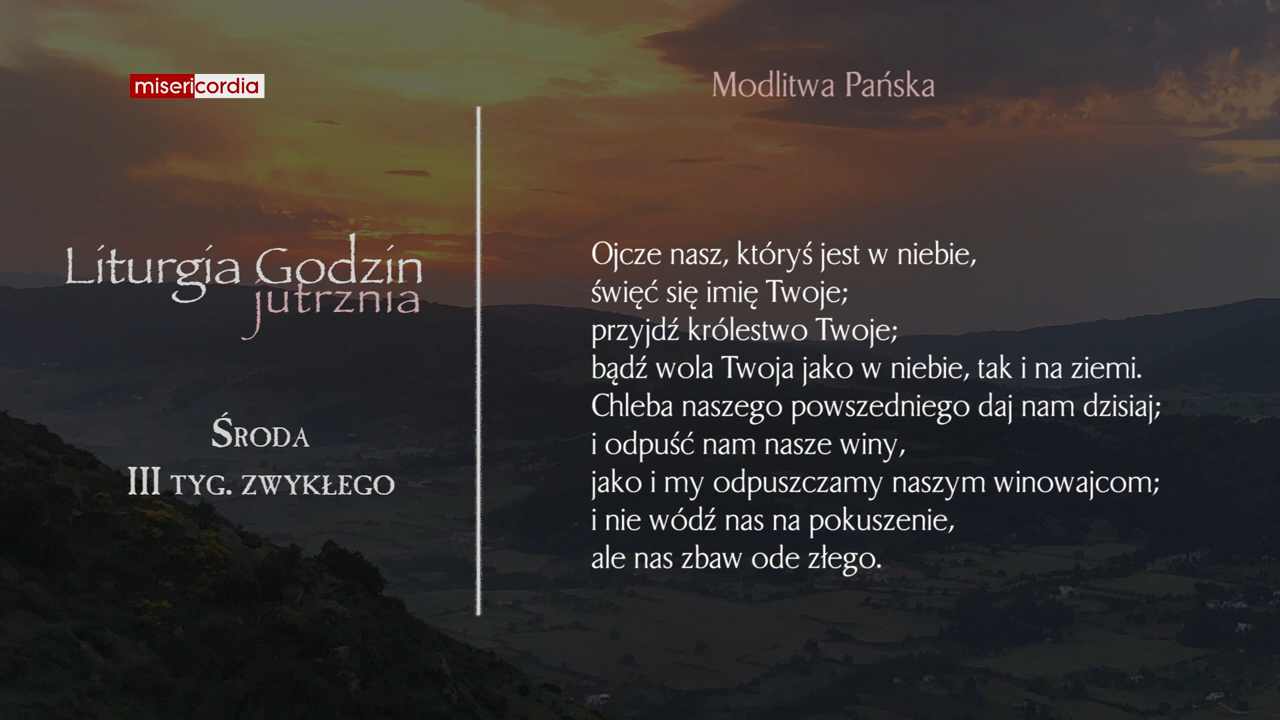 misericordia
Liturgia Godzin
jutrznia
Środa
III tyg. zwykłego
Modlitwa Pańska
Ojcze nasz, któryś jest w niebie,
święć się imię Twoje;
przyjdź królestwo Twoje;
bądź wola Twoja jako w niebie, tak i na ziemi.
Chleba naszego powszedniego daj nam dzisiaj;
i odpuść nam nasze winy,
jako i my odpuszczamy naszym winowajcom;
i nie wódź nas na pokuszenie,
ale nas zbaw ode złego.